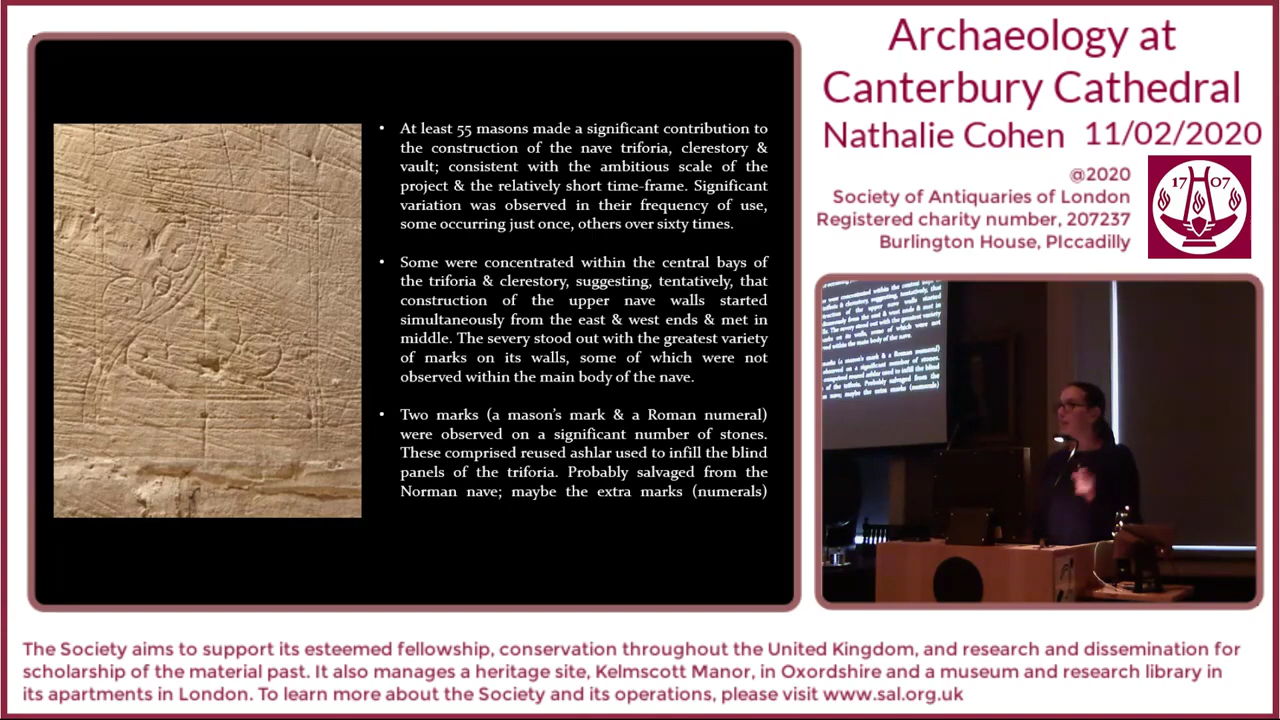 Archaeology at
Canterbury Cathedral
Nathalie Cohen 11/02/2020
@2020
Society of Antiquaries of London
Registered charity number, 207237
Burlington House, PIccadilly
17 07
• At least 55 masons made a significant contribution to
the construction of the nave triforia, clerestory &
vault; consistent with the ambitious scale of the
project & the relatively short time-frame. Significant
variation was observed in their frequency of use,
some occurring just once, others over sixty times.
• Some were concentrated within the central bays of
the triforia & clerestory, suggesting, tentatively, that
construction of the upper nave walls started
simultaneously from the east & west ends & met in
middle. The severy stood out with the greatest variety
of marks on its walls, some of which were not
observed within the main body of the nave.
• Two marks (a mason's mark & a Roman numeral)
were observed on a significant number of stones.
These comprised reused ashlar used to infill the blind
panels of the triforia. Probably salvaged from the
Norman nave; maybe the extra marks (numerals)
The Society aims to support its esteemed fellowship, conservation throughout the United Kingdom, and research and dissemination for
scholarship of the material past. It also manages a heritage site, Kelmscott Manor, in Oxordshire and a museum and research library in
its apartments in London. To learn more about the Society and its operations, please visit www.sal.org.uk